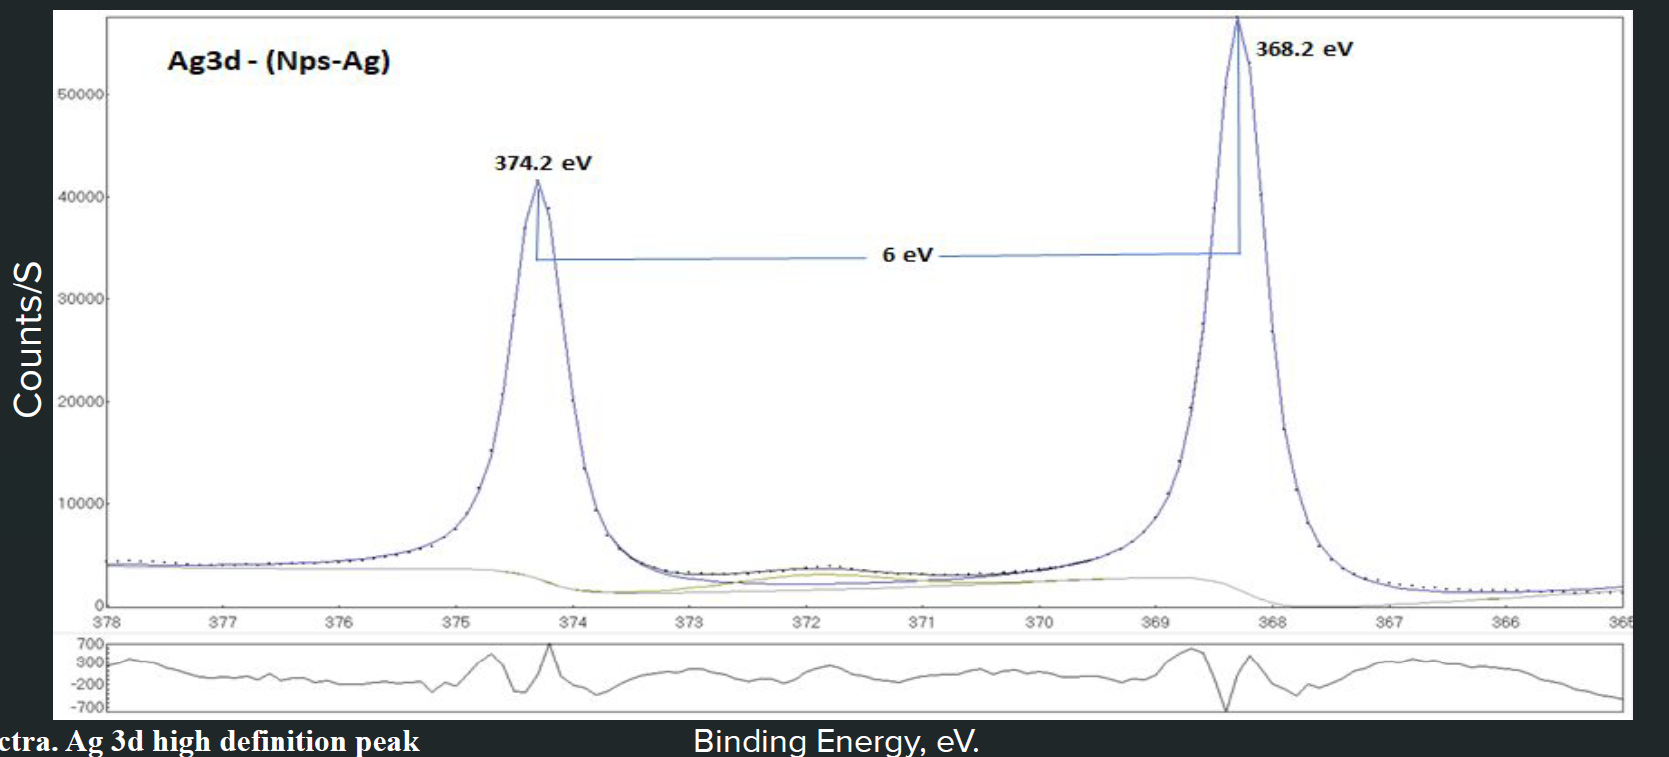 Ag3d - (Nps-Ag)
368.2 eV
374.2 eV
6 eV
Counts/S
50000
40000
30000
20000
10000
0
378 377 376 375 374 373 372 371 370 369 368 367 366 365
700
300
-200
-700
ctra. Ag 3d high definition peak
Binding Energy, eV.